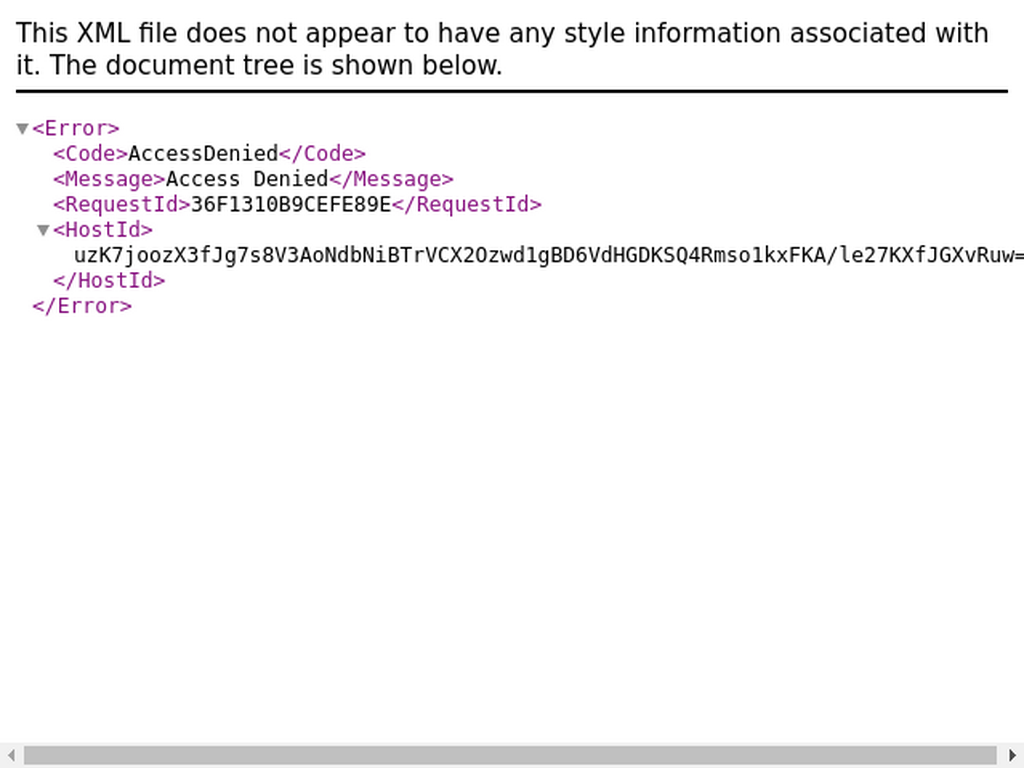 This XML file does not appear to have any style information associated with
it. The document tree is shown below.
<Error>
<Code>AccessDenied</Code>
<Message>Access Denied</Message>
<RequestId>36F1310B9CEFE89E</RequestId>
<HostId>
uzK7joozX3fJg7s8V3AoNdbNiBTrVCX2Ozwd1gBD6VdHGDKSQ4Rmso1kxFKA/le27KXfJGXvRuw=
</HostId>
</Error>